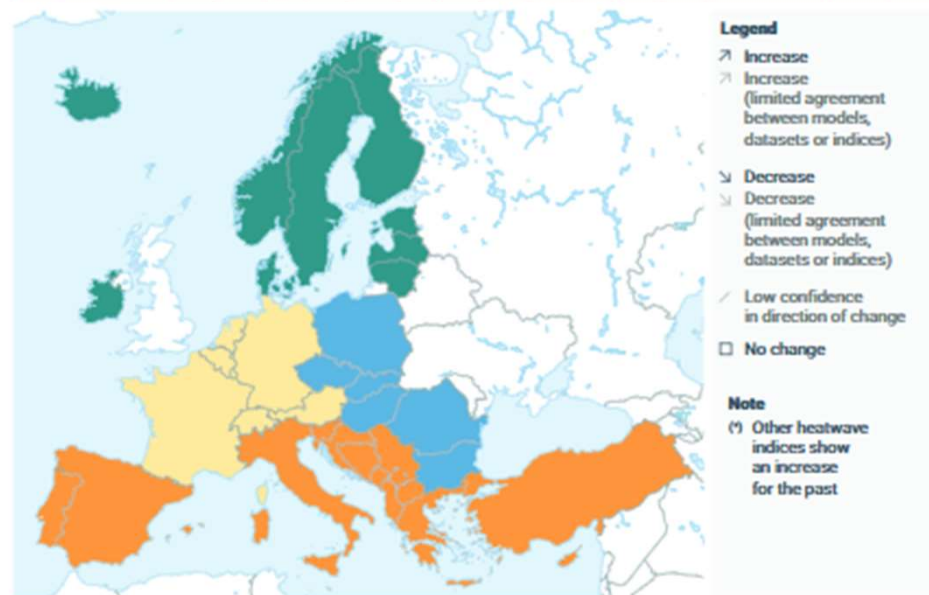 Legend
↗ Increase
↗ Increase
(limited agreement
between models,
datasets or indices)
↘ Decrease
↘ Decrease
(limited agreement
between models,
datasets or indices)
∕ Low confidence
in direction of change
□ No change
Note
(*) Other heatwave
indices show
an increase
for the past